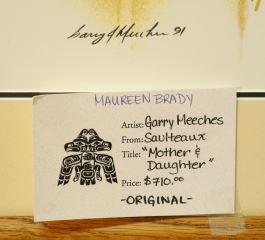 Garry J Meeches 91
MAUREEN BRADY
Artist: Garry Meeches
From: Saulteaux
Title: "Mother &
Daughter"
Price: $710.00
-ORIGINAL-